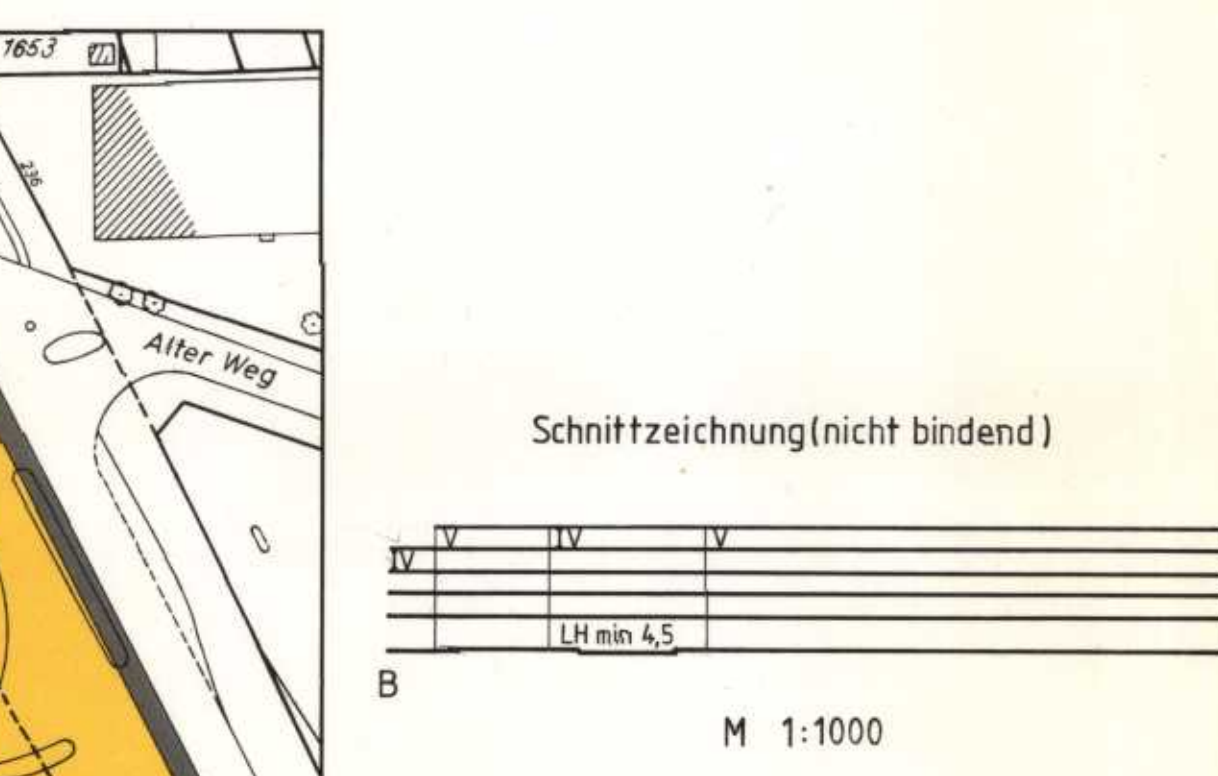 1653
236
Alter Weg
Schnittzeichnung (nicht bindend)
V IV V
IV
LH min 4,5
B
M 1:1000